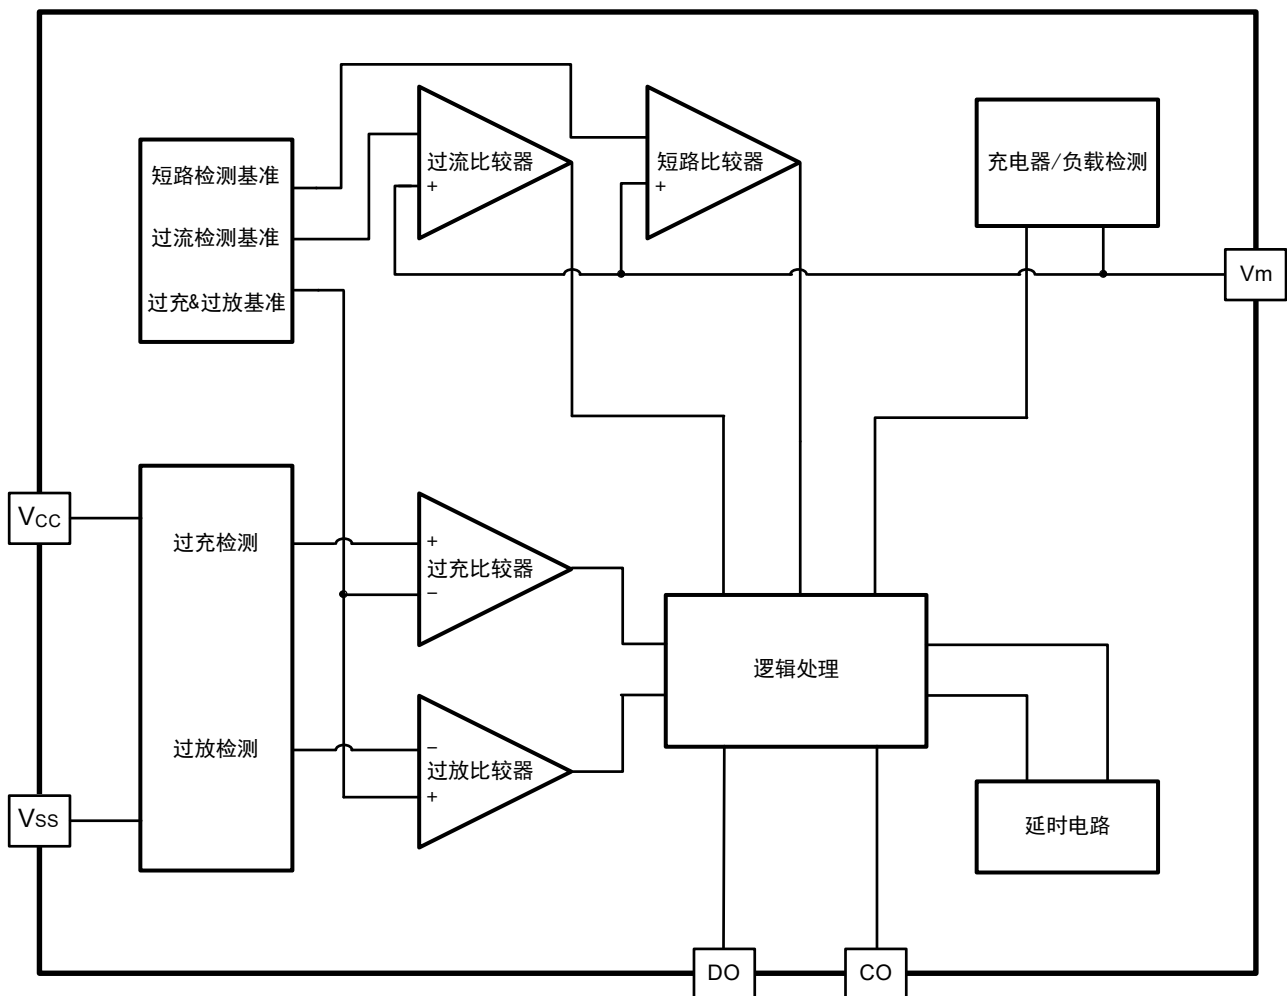 短路检测基准
过流检测基准
过充&过放基准
过流比较器
+
短路比较器
+
充电器/负载检测
Vm
VCC
过充检测
+
过充比较器
−
逻辑处理
过放检测
−
过放比较器
+
VSS
延时电路
DO
CO